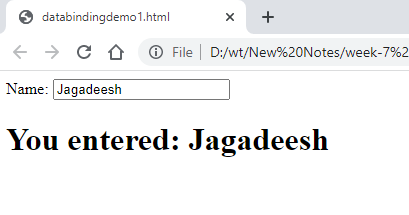 databindingdemo1.html
File | D:/wt/New%20Notes/week-7%2
Name: Jagadeesh
You entered: Jagadeesh